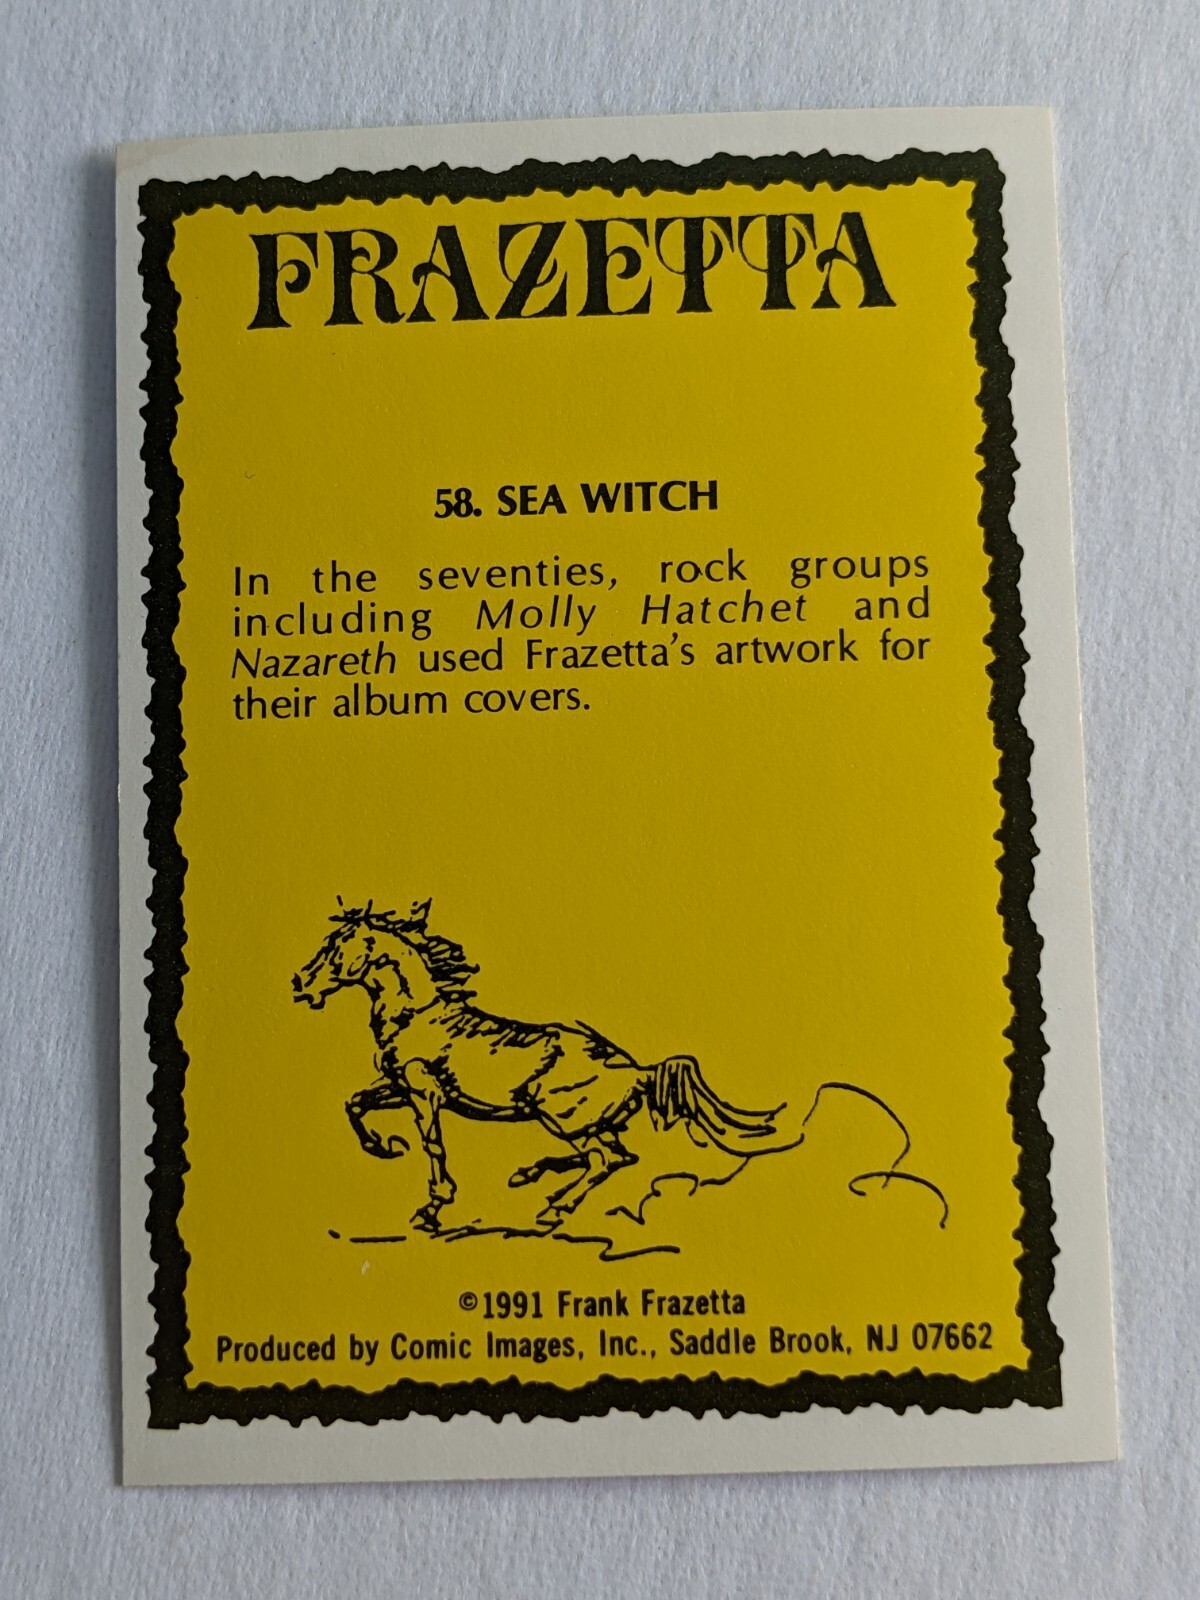 FRAZETTA
58. SEA WITCH
In the seventies, rock groups
including Molly Hatchet and
Nazareth used Frazetta's artwork for
their album covers.
©1991 Frank Frazetta
Produced by Comic Images, Inc., Saddle Brook, NJ 07662